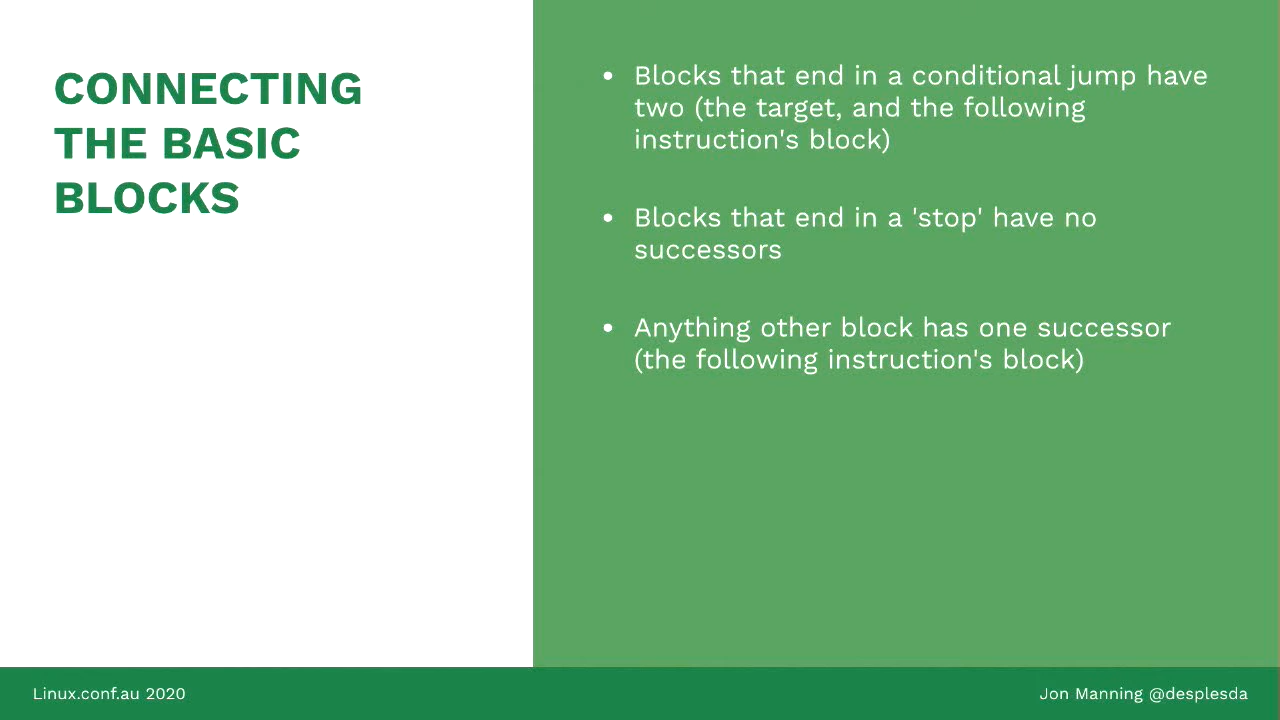 CONNECTING
THE BASIC
BLOCKS
• Blocks that end in a conditional jump have
two (the target, and the following
instruction's block)
• Blocks that end in a 'stop' have no
successors
• Anything other block has one successor
(the following instruction's block)
Linux.conf.au 2020
Jon Manning @desplesda